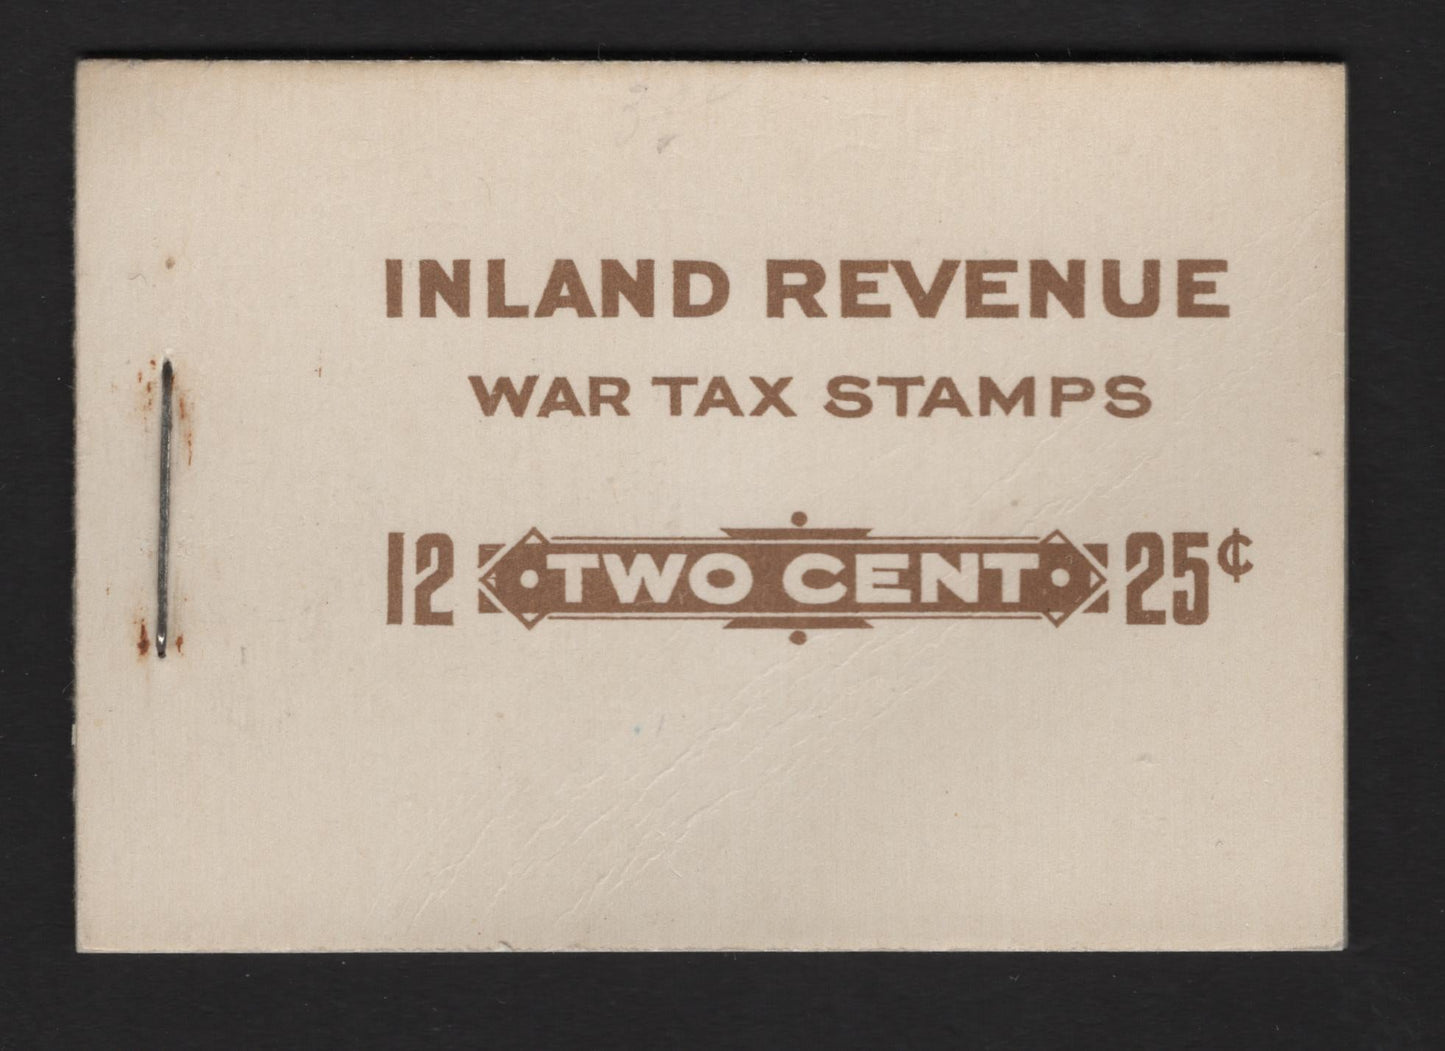 INLAND REVENUE
WAR TAX STAMPS
12 TWO CENT 25¢